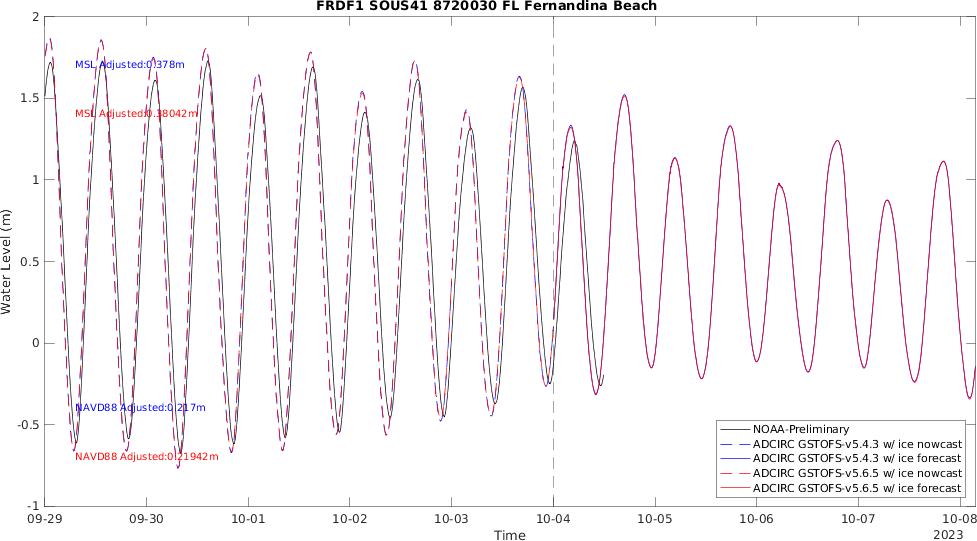 FRDF1 SOUS41 8720030 FL Fernandina Beach
2
1.5
1
0.5
0
-0.5
-1
Water Level (m)
MSL Adjusted:0.378m
MSL Adjusted:0.38042m
NAVD88 Adjusted:0.217m
NAVD88 Adjusted:0.21942m
NOAA-Preliminary
ADCIRC GSTOFS-v5.4.3 w/ ice nowcast
ADCIRC GSTOFS-v5.4.3 w/ ice forecast
ADCIRC GSTOFS-v5.6.5 w/ ice nowcast
ADCIRC GSTOFS-v5.6.5 w/ ice forecast
09-29 09-30 10-01 10-02 10-03 10-04 10-05 10-06 10-07 10-08
Time
2023